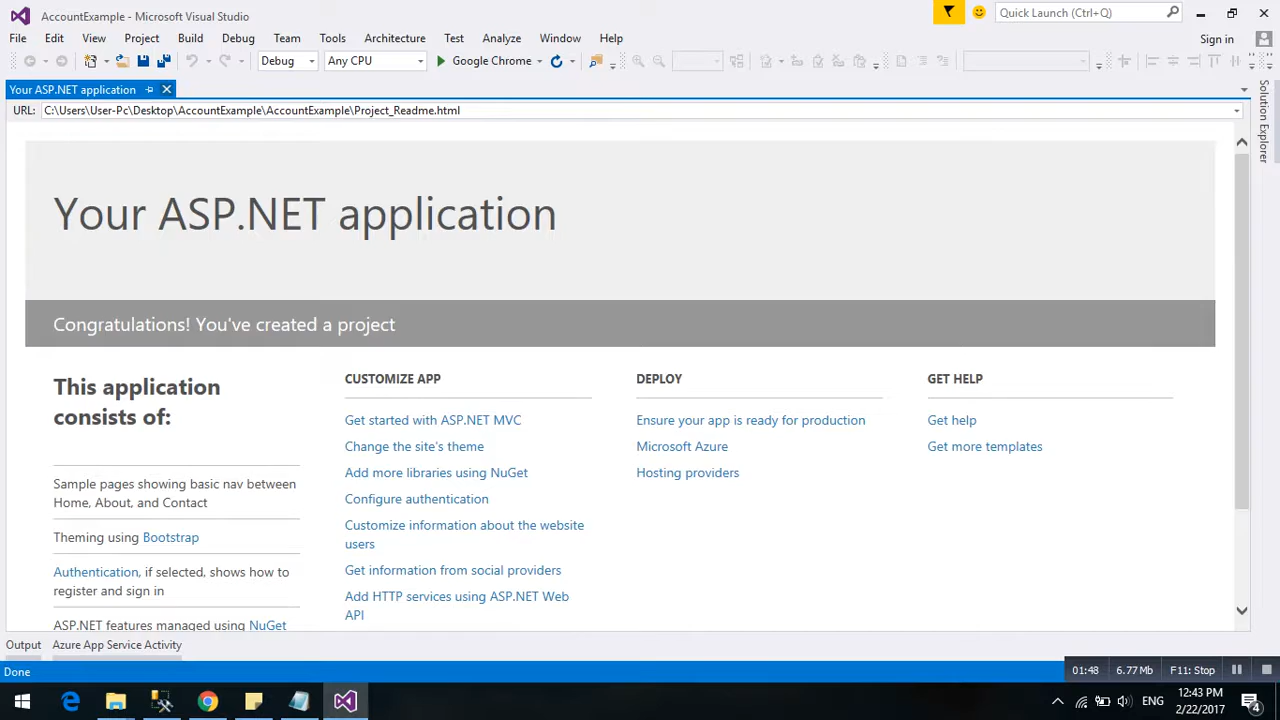 AccountExample - Microsoft Visual Studio
Quick Launch (Ctrl+Q)
File Edit View Project Build Debug Team Tools Architecture Test Analyze Window Help
Sign in
Debug Any CPU Google Chrome
Your ASP.NET application
URL: C:\Users\User-Pc\Desktop\AccountExample\AccountExample\Project_Readme.html
Solution Explorer
Your ASP.NET application
Congratulations! You've created a project
This application
consists of:
Sample pages showing basic nav between
Home, About, and Contact
Theming using Bootstrap
Authentication, if selected, shows how to
register and sign in
ASP.NET features managed using NuGet
CUSTOMIZE APP
Get started with ASP.NET MVC
Change the site's theme
Add more libraries using NuGet
Configure authentication
Customize information about the website
users
Get information from social providers
Add HTTP services using ASP.NET Web
API
DEPLOY
Ensure your app is ready for production
Microsoft Azure
Hosting providers
GET HELP
Get help
Get more templates
Output Azure App Service Activity
Done
01:48 6.77 Mb F11: Stop
ENG
12:43 PM
2/22/2017
4